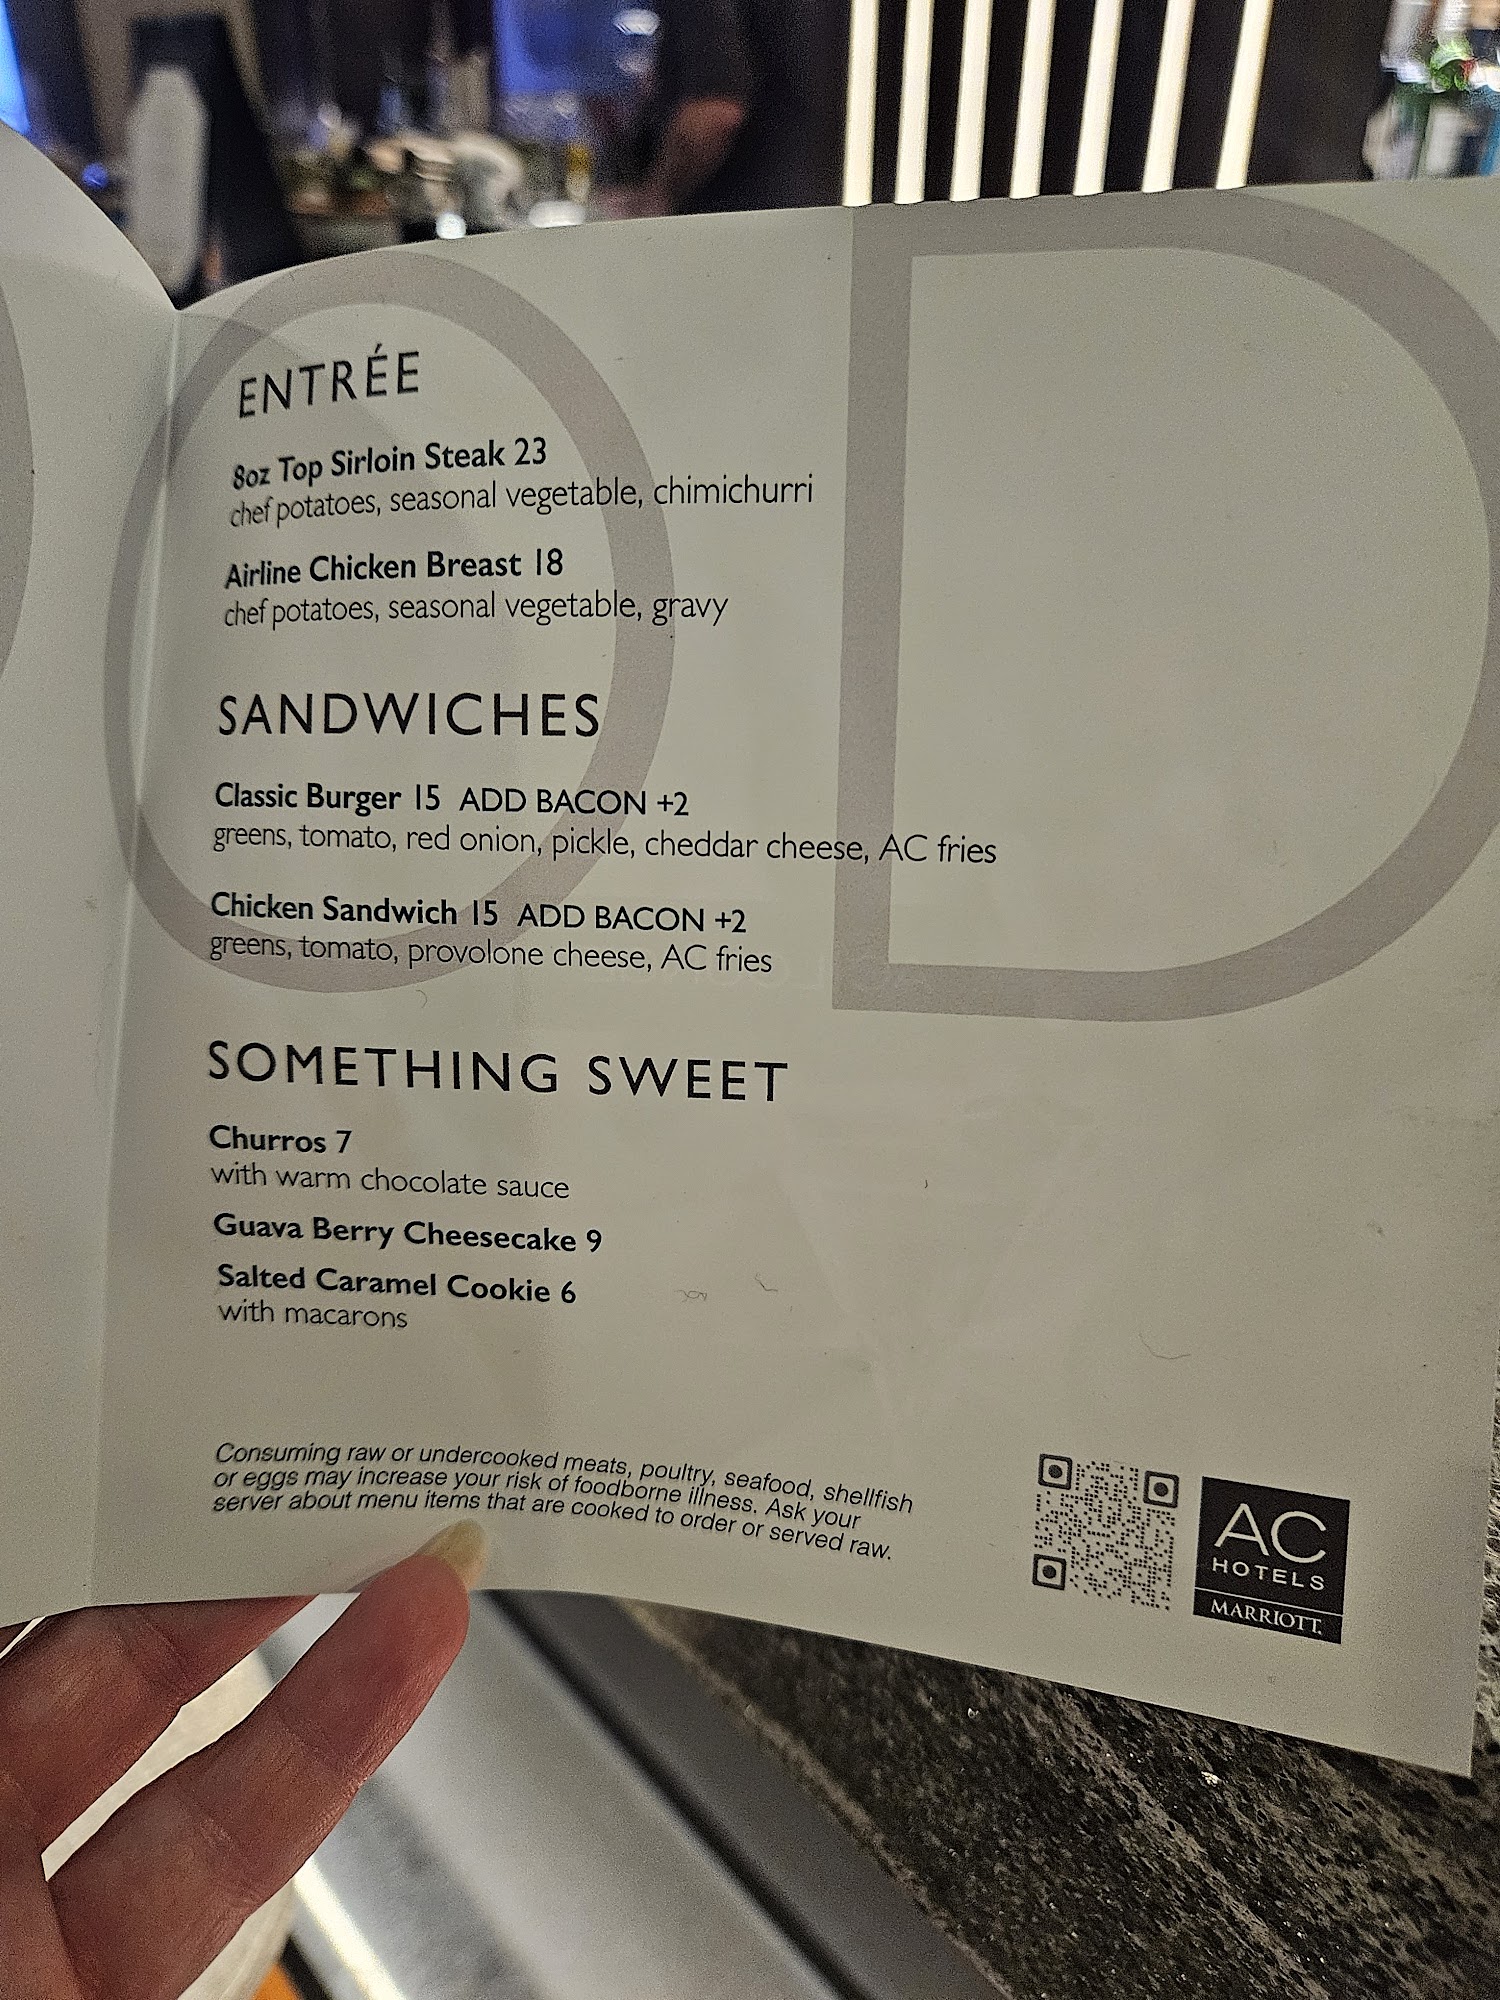 ENTRÉE
8oz Top Sirloin Steak 23
chef potatoes, seasonal vegetable, chimichurri
Airline Chicken Breast 18
chef potatoes, seasonal vegetable, gravy
SANDWICHES
Classic Burger 15 ADD BACON +2
greens, tomato, red onion, pickle, cheddar cheese, AC fries
Chicken Sandwich 15 ADD BACON +2
greens, tomato, provolone cheese, AC fries
SOMETHING SWEET
Churros 7
with warm chocolate sauce
Guava Berry Cheesecake 9
Salted Caramel Cookie 6
with macarons
Consuming raw or undercooked meats, poultry, seafood, shellfish
or eggs may increase your risk of foodborne illness. Ask your
server about menu items that are cooked to order or served raw.
AC
HOTELS
MARRIOTT.
OD